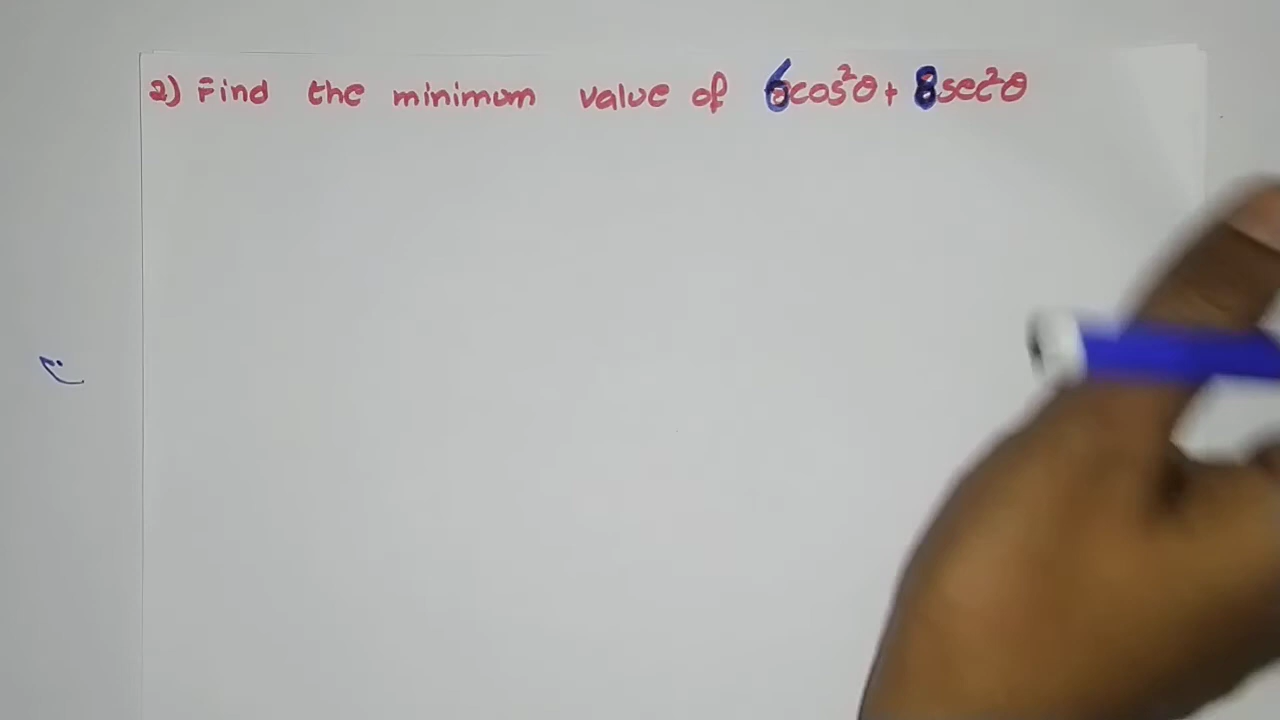 2) Find the minimum value of 6cos²θ + 8sec²θ